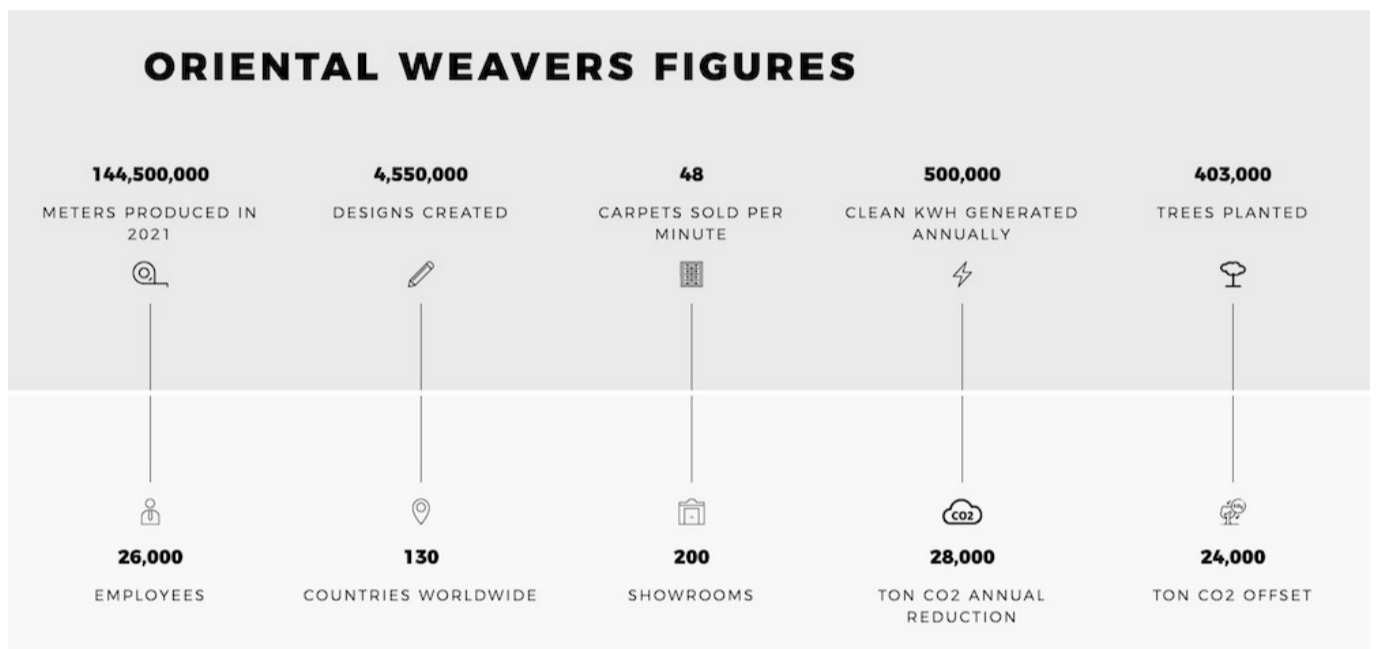 ORIENTAL WEAVERS FIGURES
144,500,000
METERS PRODUCED IN
2021
4,550,000
DESIGNS CREATED
48
CARPETS SOLD PER
MINUTE
500,000
CLEAN KWH GENERATED
ANNUALLY
403,000
TREES PLANTED
26,000
EMPLOYEES
130
COUNTRIES WORLDWIDE
200
SHOWROOMS
CO2
28,000
TON CO2 ANNUAL
REDUCTION
24,000
TON CO2 OFFSET